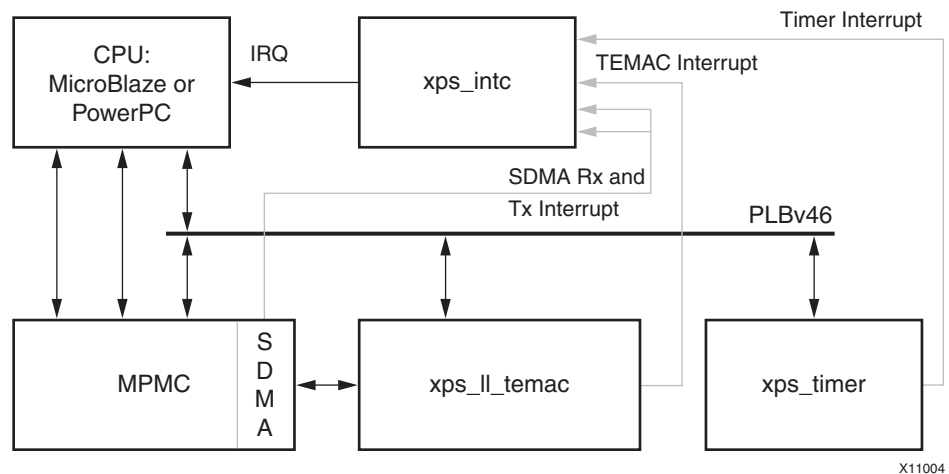 Timer Interrupt
CPU:
MicroBlaze or
PowerPC
IRQ
xps_intc
TEMAC Interrupt
SDMA Rx and
Tx Interrupt
PLBv46
MPMC
S
D
M
A
xps_ll_temac
xps_timer
X11004